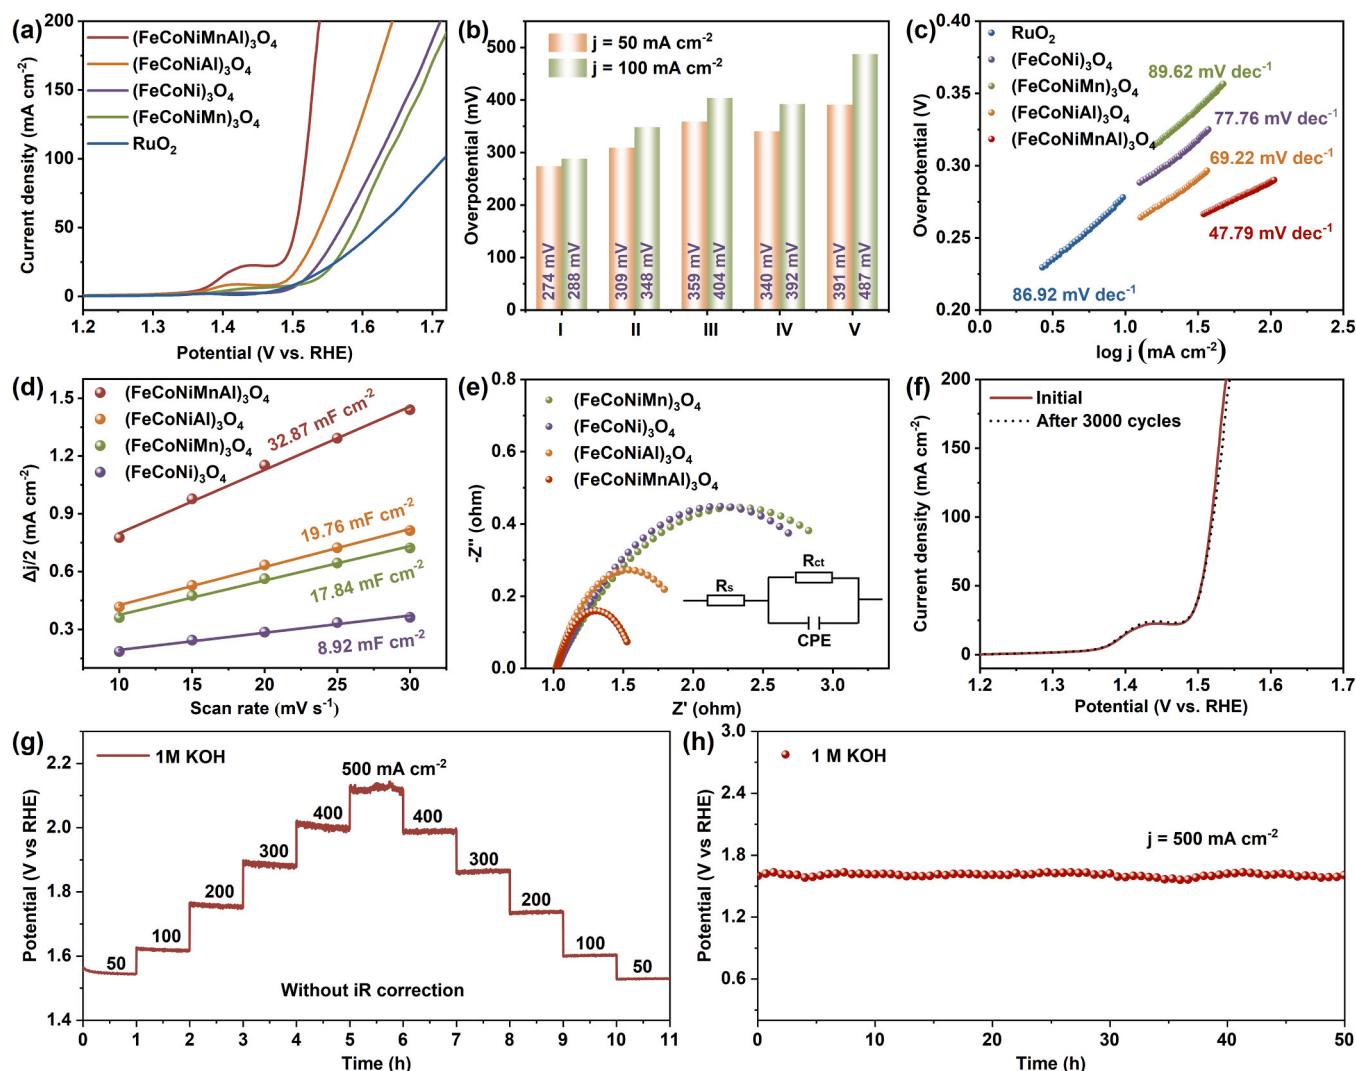 (a)
(FeCoNiMnAl)₃O₄
(FeCoNiAl)₃O₄
(FeCoNi)₃O₄
(FeCoNiMn)₃O₄
RuO₂
Current density (mA cm⁻²)
200
150
100
50
0
1.2 1.3 1.4 1.5 1.6 1.7
Potential (V vs. RHE)
(b)
j = 50 mA cm⁻²
j = 100 mA cm⁻²
Overpotential (mV)
500
400
300
200
100
0
274 mV
288 mV
309 mV
348 mV
359 mV
404 mV
340 mV
392 mV
391 mV
487 mV
I II III IV V
(c)
RuO₂
(FeCoNi)₃O₄
(FeCoNiMn)₃O₄
(FeCoNiAl)₃O₄
(FeCoNiMnAl)₃O₄
89.62 mV dec⁻¹
77.76 mV dec⁻¹
69.22 mV dec⁻¹
47.79 mV dec⁻¹
86.92 mV dec⁻¹
Overpotential (V)
0.40
0.35
0.30
0.25
0.20
0.0 0.5 1.0 1.5 2.0 2.5
log j (mA cm⁻²)
(d)
(FeCoNiMnAl)₃O₄
(FeCoNiAl)₃O₄
(FeCoNiMn)₃O₄
(FeCoNi)₃O₄
32.87 mF cm⁻²
19.76 mF cm⁻²
17.84 mF cm⁻²
8.92 mF cm⁻²
Δj/2 (mA cm⁻²)
1.5
1.2
0.9
0.6
0.3
10 15 20 25 30
Scan rate (mV s⁻¹)
(e)
(FeCoNiMn)₃O₄
(FeCoNi)₃O₄
(FeCoNiAl)₃O₄
(FeCoNiMnAl)₃O₄
Rs
Rct
CPE
-Z'' (ohm)
0.8
0.6
0.4
0.2
0.0
1.0 1.5 2.0 2.5 3.0
Z' (ohm)
(f)
Initial
After 3000 cycles
Current density (mA cm⁻²)
200
150
100
50
0
1.2 1.3 1.4 1.5 1.6 1.7
Potential (V vs. RHE)
(g)
1M KOH
50
100
200
300
400
500 mA cm⁻²
400
300
200
100
50
Without iR correction
Potential (V vs RHE)
2.2
2.0
1.8
1.6
1.4
0 1 2 3 4 5 6 7 8 9 10 11
Time (h)
(h)
1 M KOH
j = 500 mA cm⁻²
Potential (V vs RHE)
3.0
2.4
1.8
1.2
0.6
0 10 20 30 40 50
Time (h)